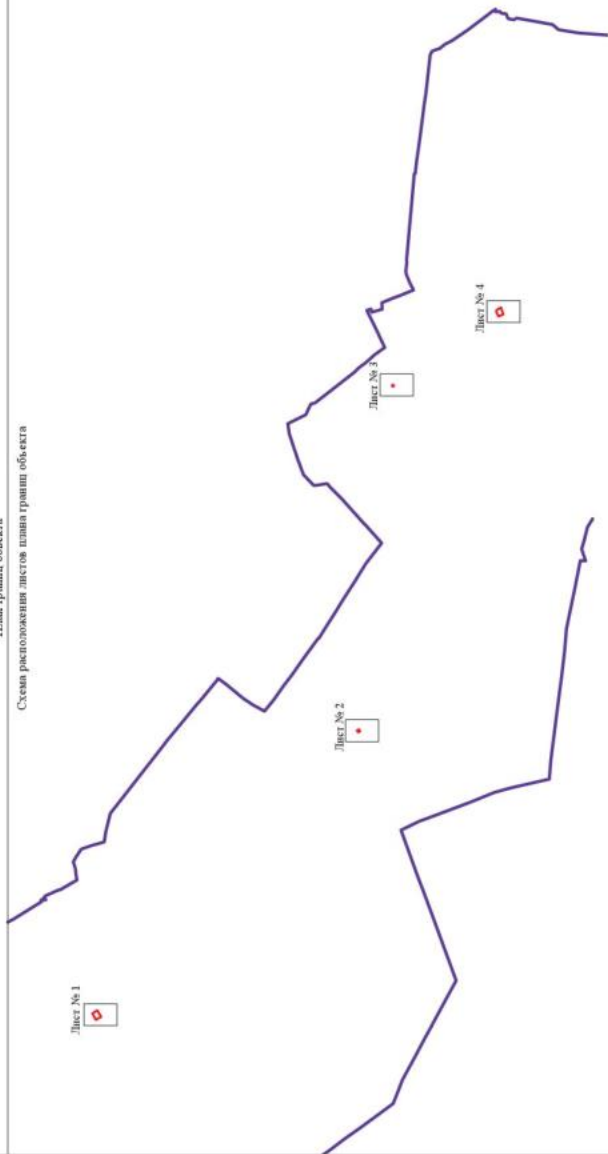 Схема расположения листов плана границ объекта
Лист № 1
Лист № 2
Лист № 3
Лист № 4